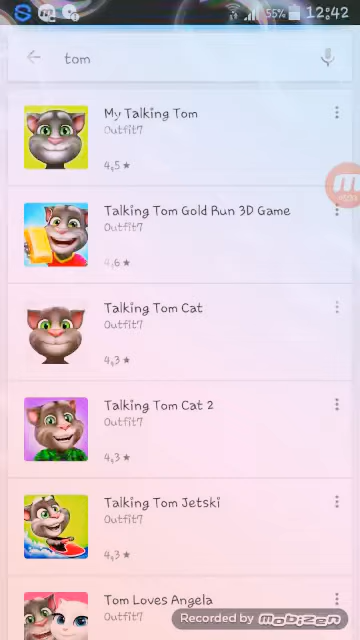 55% 12:42
tom
My Talking Tom
Outfit7
4,5 ★
Talking Tom Gold Run 3D Game
Outfit7
4,6 ★
Talking Tom Cat
Outfit7
4,3 ★
Talking Tom Cat 2
Outfit7
4,3 ★
Talking Tom Jetski
Outfit7
4,3 ★
Tom Loves Angela
Outfit7
Recorded by MOBIZEN